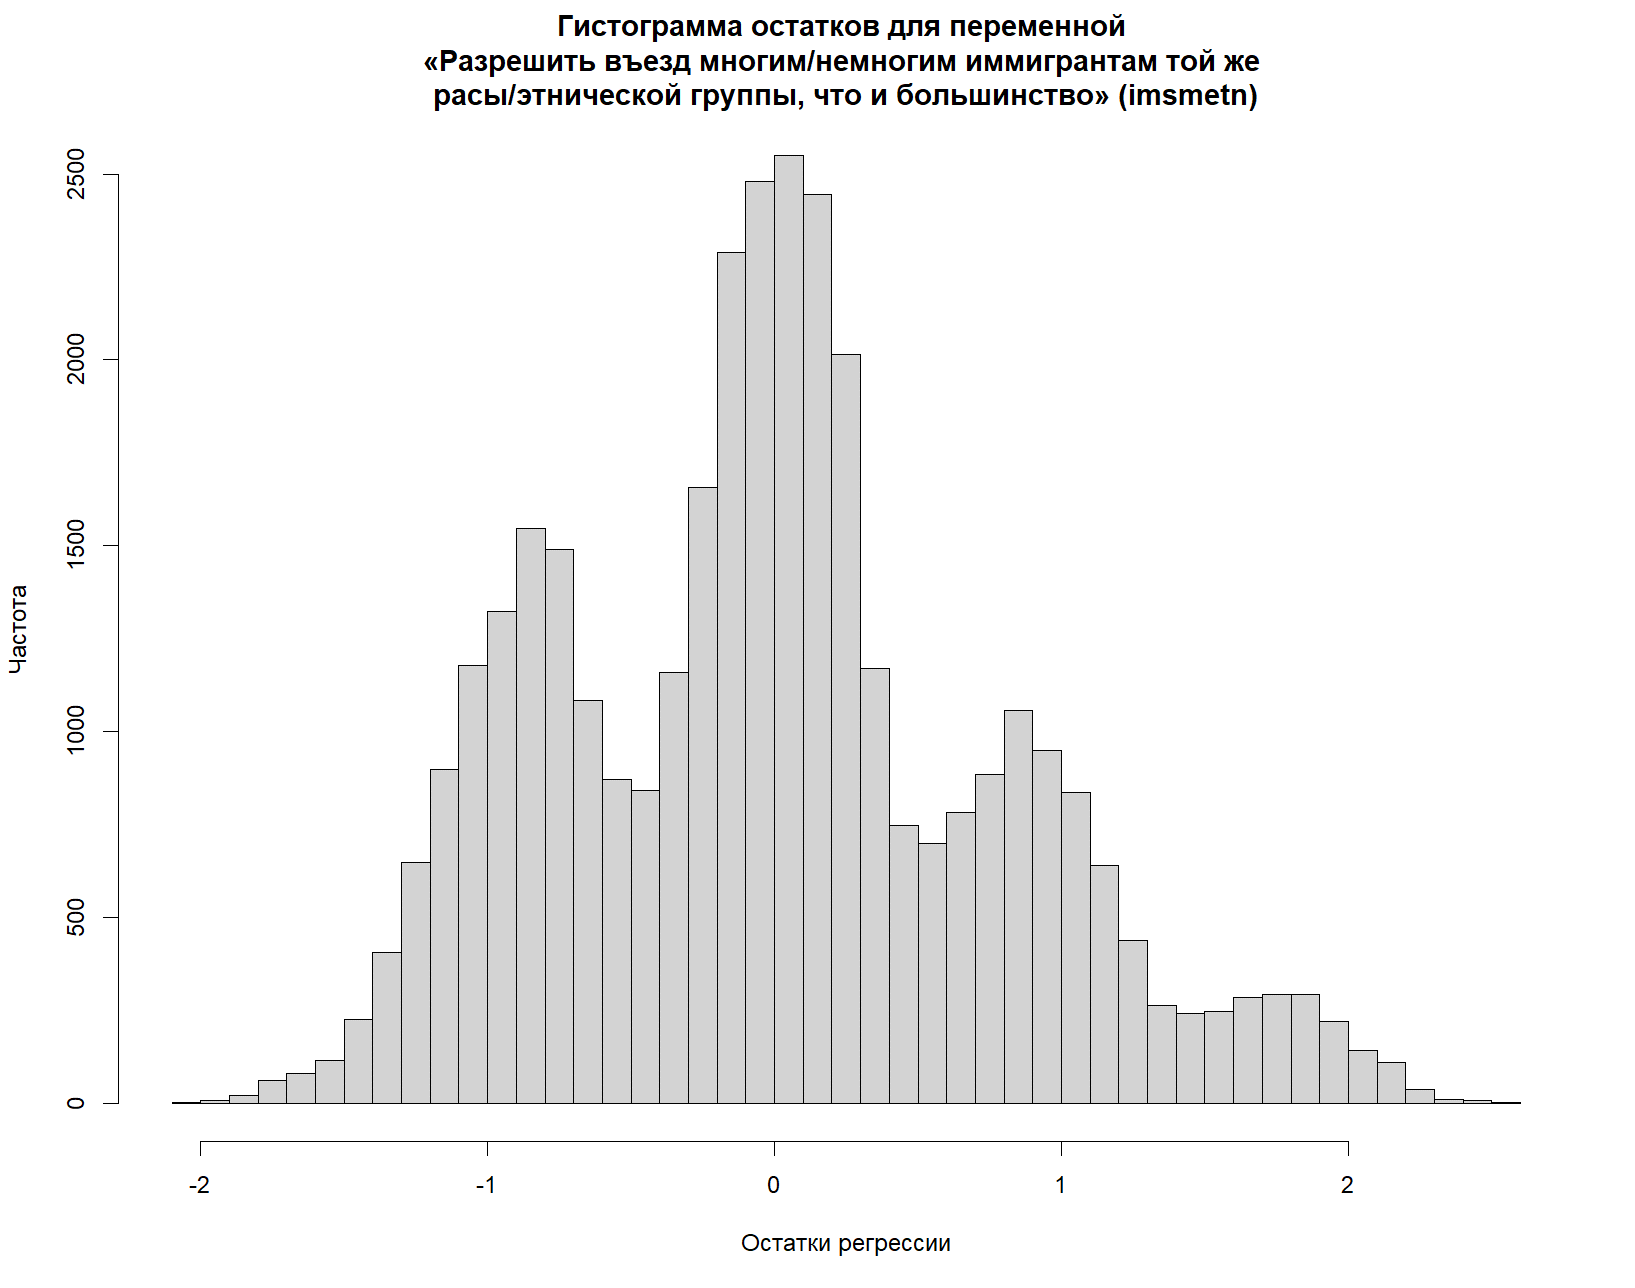 Гистограмма остатков для переменной
«Разрешить въезд многим/немногим иммигрантам той же
расы/этнической группы, что и большинство» (imsmetn)
2500
2000
1500
1000
500
0
Частота
-2 -1 0 1 2
Остатки регрессии